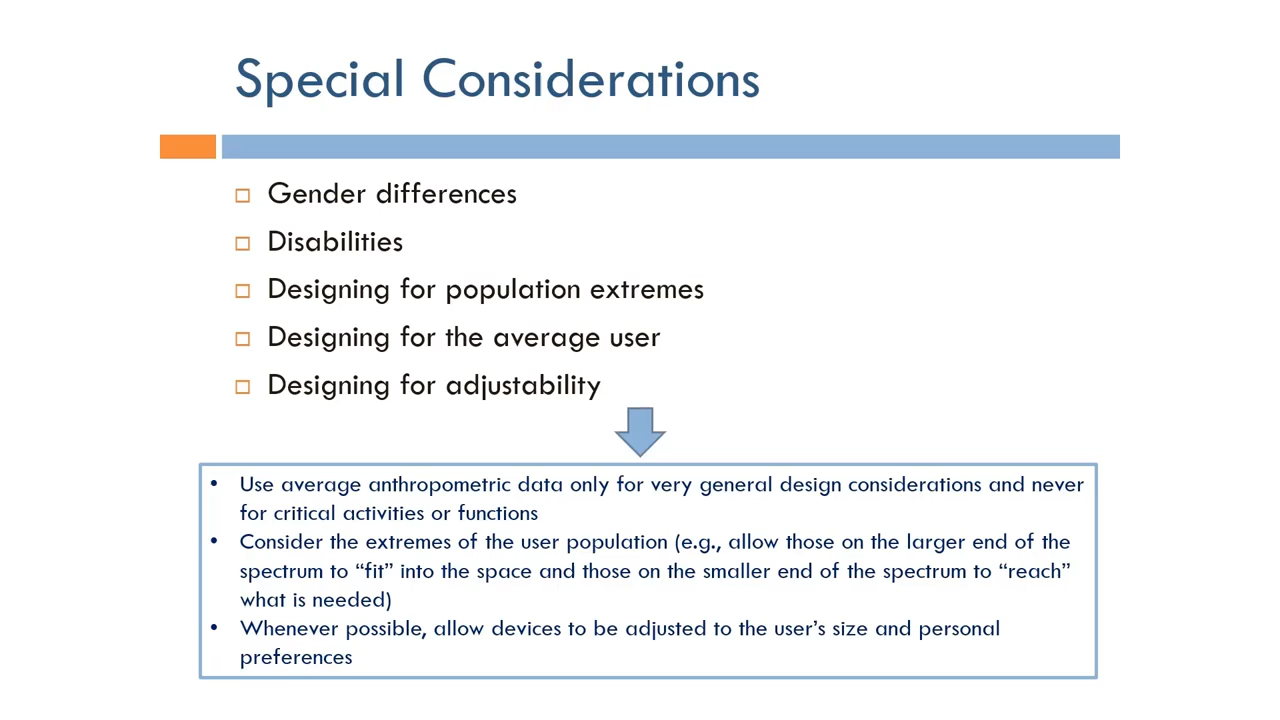 Special Considerations
Gender differences
Disabilities
Designing for population extremes
Designing for the average user
Designing for adjustability
• Use average anthropometric data only for very general design considerations and never
for critical activities or functions
• Consider the extremes of the user population (e.g., allow those on the larger end of the
spectrum to “fit” into the space and those on the smaller end of the spectrum to “reach”
what is needed)
• Whenever possible, allow devices to be adjusted to the user’s size and personal
preferences